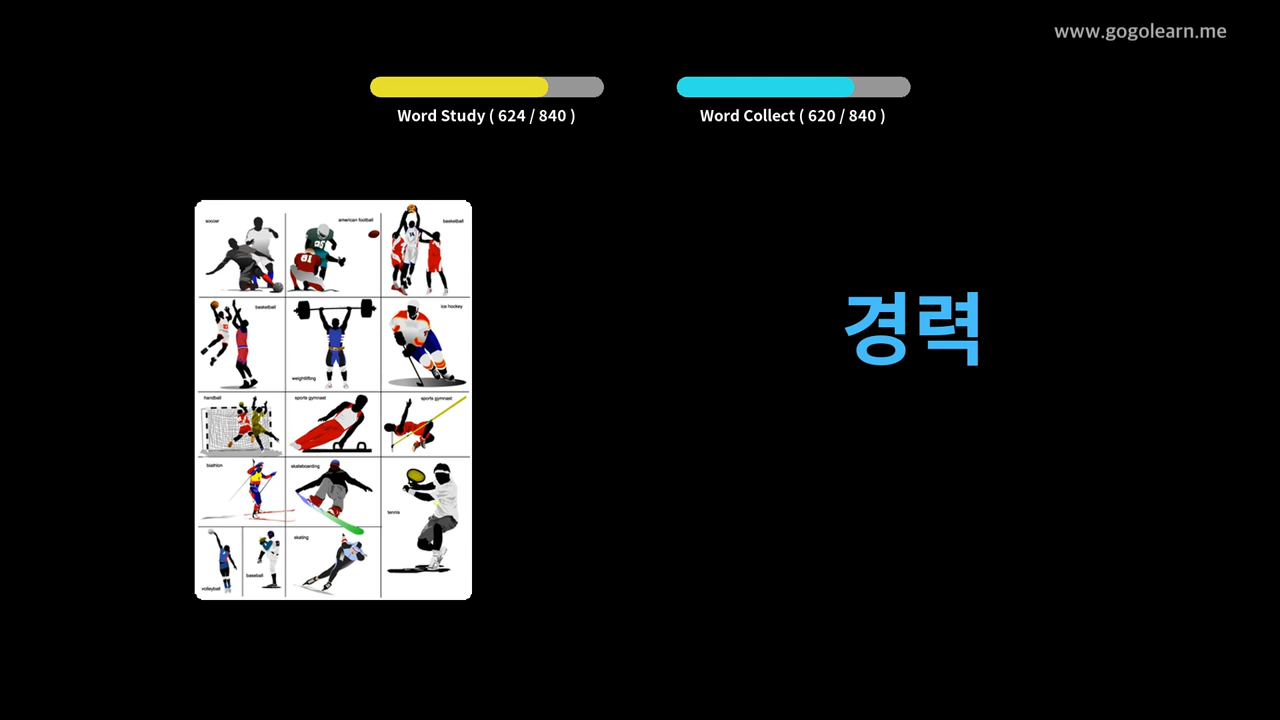 www.gogolearn.me
Word Study ( 624 / 840 )
Word Collect ( 620 / 840 )
soccer
american football
basketball
basketball
weightlifting
ice hockey
handball
sports gymnast
sports gymnast
biathlon
skateboarding
tennis
volleyball
baseball
skating
경력